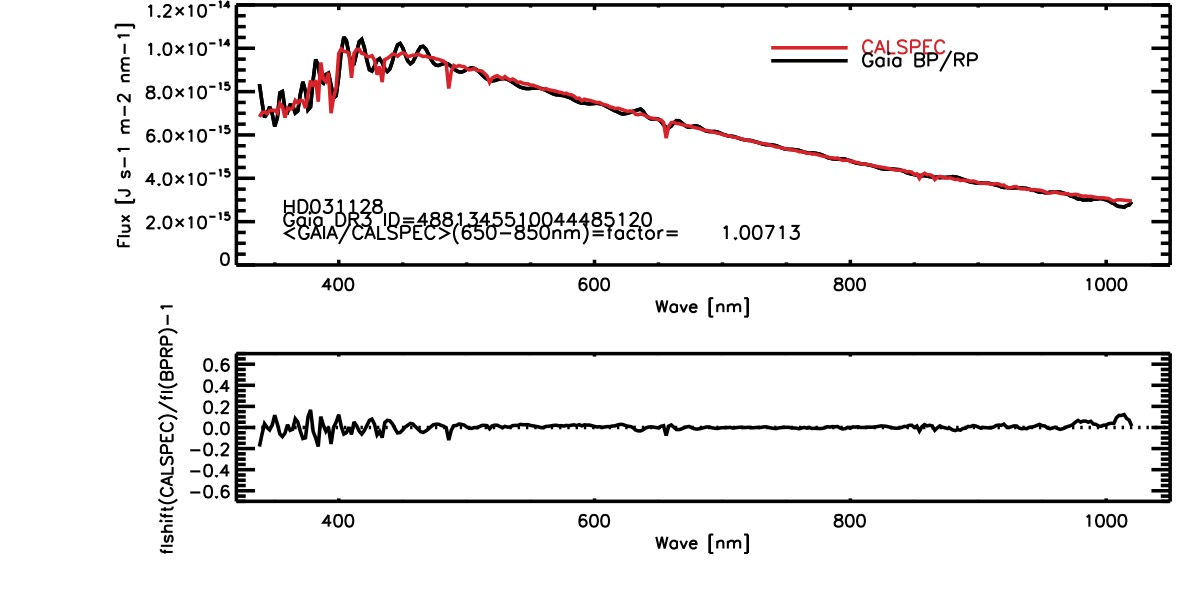 1.2×10−14
1.0×10−14
8.0×10−15
6.0×10−15
4.0×10−15
2.0×10−15
0
Flux [J s−1 m−2 nm−1]
CALSPEC
Gaia BP/RP
HD031128
Gaia DR3 ID=4881345510044485120
<GAIA/CALSPEC>(650−850nm)=factor= 1.00713
400 600 800 1000
Wave [nm]
0.6
0.4
0.2
0.0
−0.2
−0.4
−0.6
flshift(CALSPEC)/fl(BPRP)−1
400 600 800 1000
Wave [nm]